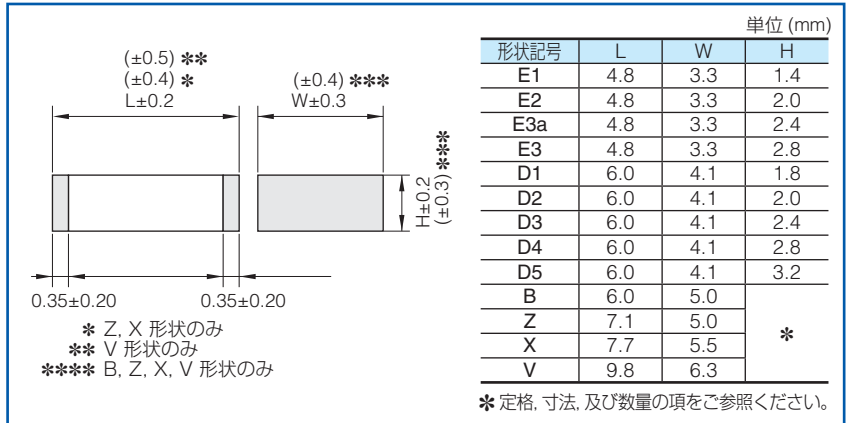 単位 (mm)
(±0.5) **
(±0.4) *
L±0.2
(±0.4) ***
W±0.3
H±0.2
(±0.3) ****
0.35±0.20
0.35±0.20
* Z, X 形状のみ
** V 形状のみ
**** B, Z, X, V 形状のみ
形状記号 L W H
E1 4.8 3.3 1.4
E2 4.8 3.3 2.0
E3a 4.8 3.3 2.4
E3 4.8 3.3 2.8
D1 6.0 4.1 1.8
D2 6.0 4.1 2.0
D3 6.0 4.1 2.4
D4 6.0 4.1 2.8
D5 6.0 4.1 3.2
B 6.0 5.0
Z 7.1 5.0
*
X 7.7 5.5
V 9.8 6.3
* 定格, 寸法, 及び数量の項をご参照ください。